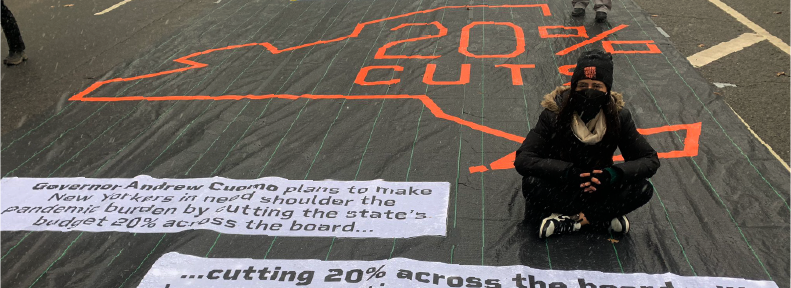 20%
CUTS
Governor Andrew Cuomo plans to make
New Yorkers in need shoulder the
pandemic burden by cutting the state's
budget 20% across the board...
...cutting 20% across the board